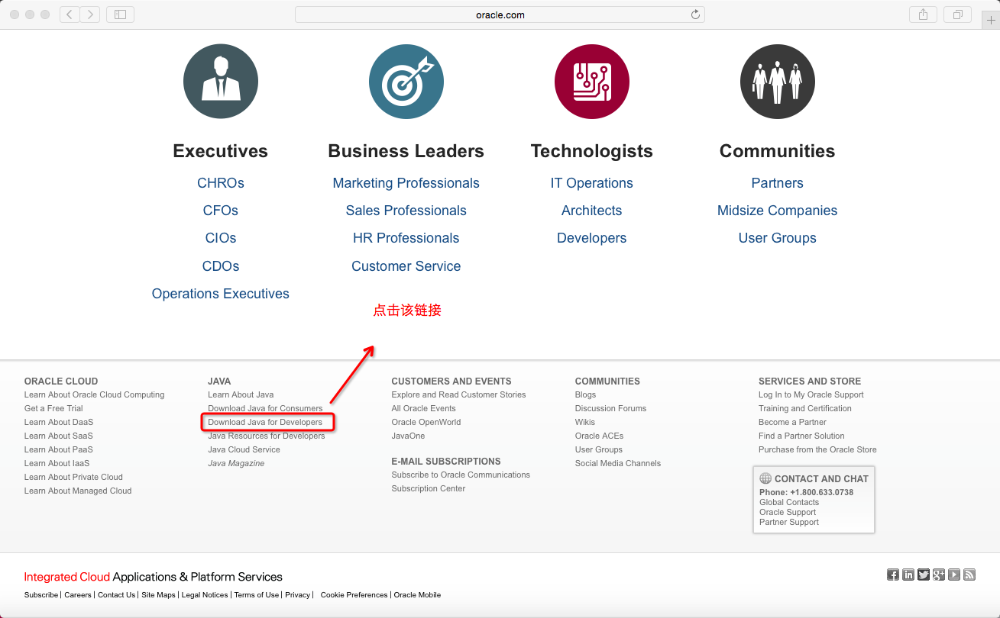 oracle.com
Executives
CHROs
CFOs
CIOs
CDOs
Operations Executives
Business Leaders
Marketing Professionals
Sales Professionals
HR Professionals
Customer Service
Technologists
IT Operations
Architects
Developers
Communities
Partners
Midsize Companies
User Groups
点击该链接
ORACLE CLOUD
Learn About Oracle Cloud Computing
Get a Free Trial
Learn About DaaS
Learn About SaaS
Learn About PaaS
Learn About IaaS
Learn About Private Cloud
Learn About Managed Cloud
JAVA
Learn About Java
Download Java for Consumers
Download Java for Developers
Java Resources for Developers
Java Cloud Service
Java Magazine
CUSTOMERS AND EVENTS
Explore and Read Customer Stories
All Oracle Events
Oracle OpenWorld
JavaOne
E-MAIL SUBSCRIPTIONS
Subscribe to Oracle Communications
Subscription Center
COMMUNITIES
Blogs
Discussion Forums
Wikis
Oracle ACEs
User Groups
Social Media Channels
SERVICES AND STORE
Log In to My Oracle Support
Training and Certification
Become a Partner
Find a Partner Solution
Purchase from the Oracle Store
CONTACT AND CHAT
Phone: +1.800.633.0738
Global Contacts
Oracle Support
Partner Support
Integrated Cloud Applications & Platform Services
Subscribe | Careers | Contact Us | Site Maps | Legal Notices | Terms of Use | Privacy | Cookie Preferences | Oracle Mobile